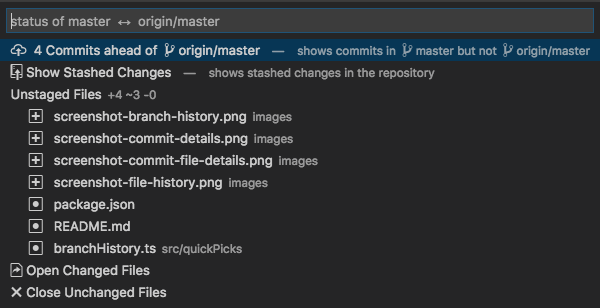 status of master ↔ origin/master
4 Commits ahead of origin/master — shows commits in master but not origin/master
Show Stashed Changes — shows stashed changes in the repository
Unstaged Files +4 ~3 -0
screenshot-branch-history.png images
screenshot-commit-details.png images
screenshot-commit-file-details.png images
screenshot-file-history.png images
package.json
README.md
branchHistory.ts src/quickPicks
Open Changed Files
Close Unchanged Files